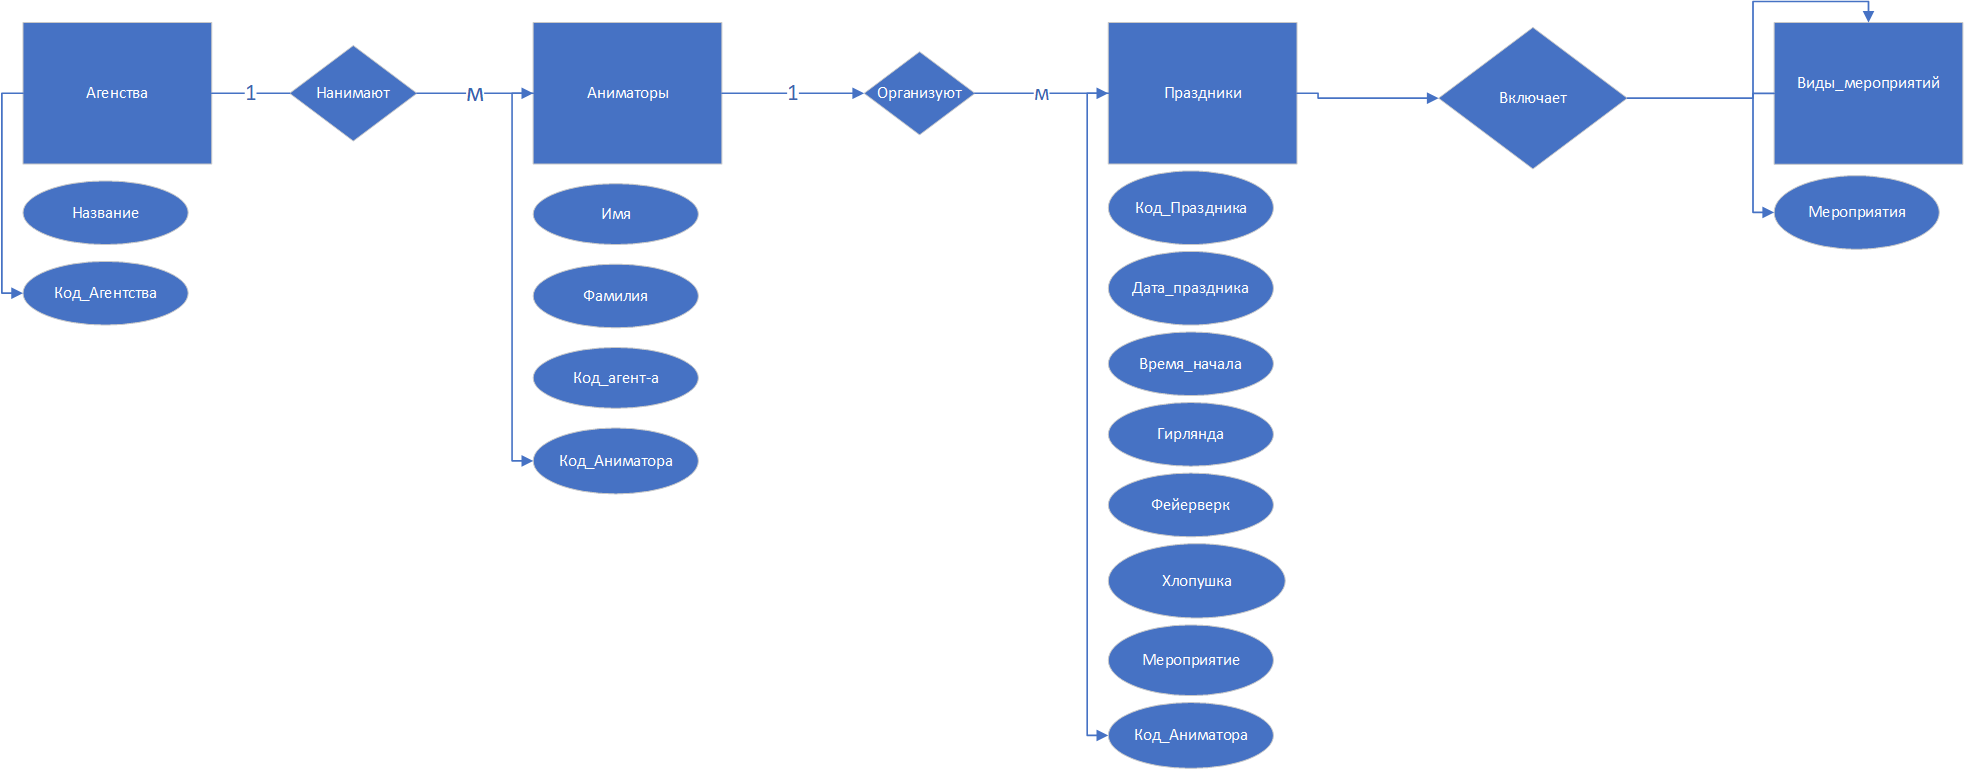 Агенства
1
Нанимают
м
Аниматоры
1
Организуют
м
Праздники
Включает
Виды_мероприятий
Название
Код_Агентства
Имя
Фамилия
Код_агент-а
Код_Аниматора
Код_Праздника
Дата_праздника
Время_начала
Гирлянда
Фейерверк
Хлопушка
Мероприятие
Код_Аниматора
Мероприятия